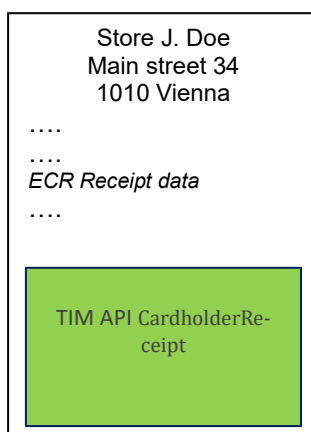 Store J. Doe
Main street 34
1010 Vienna
....
....
ECR Receipt data
....
TIM API CardholderRe-
ceipt